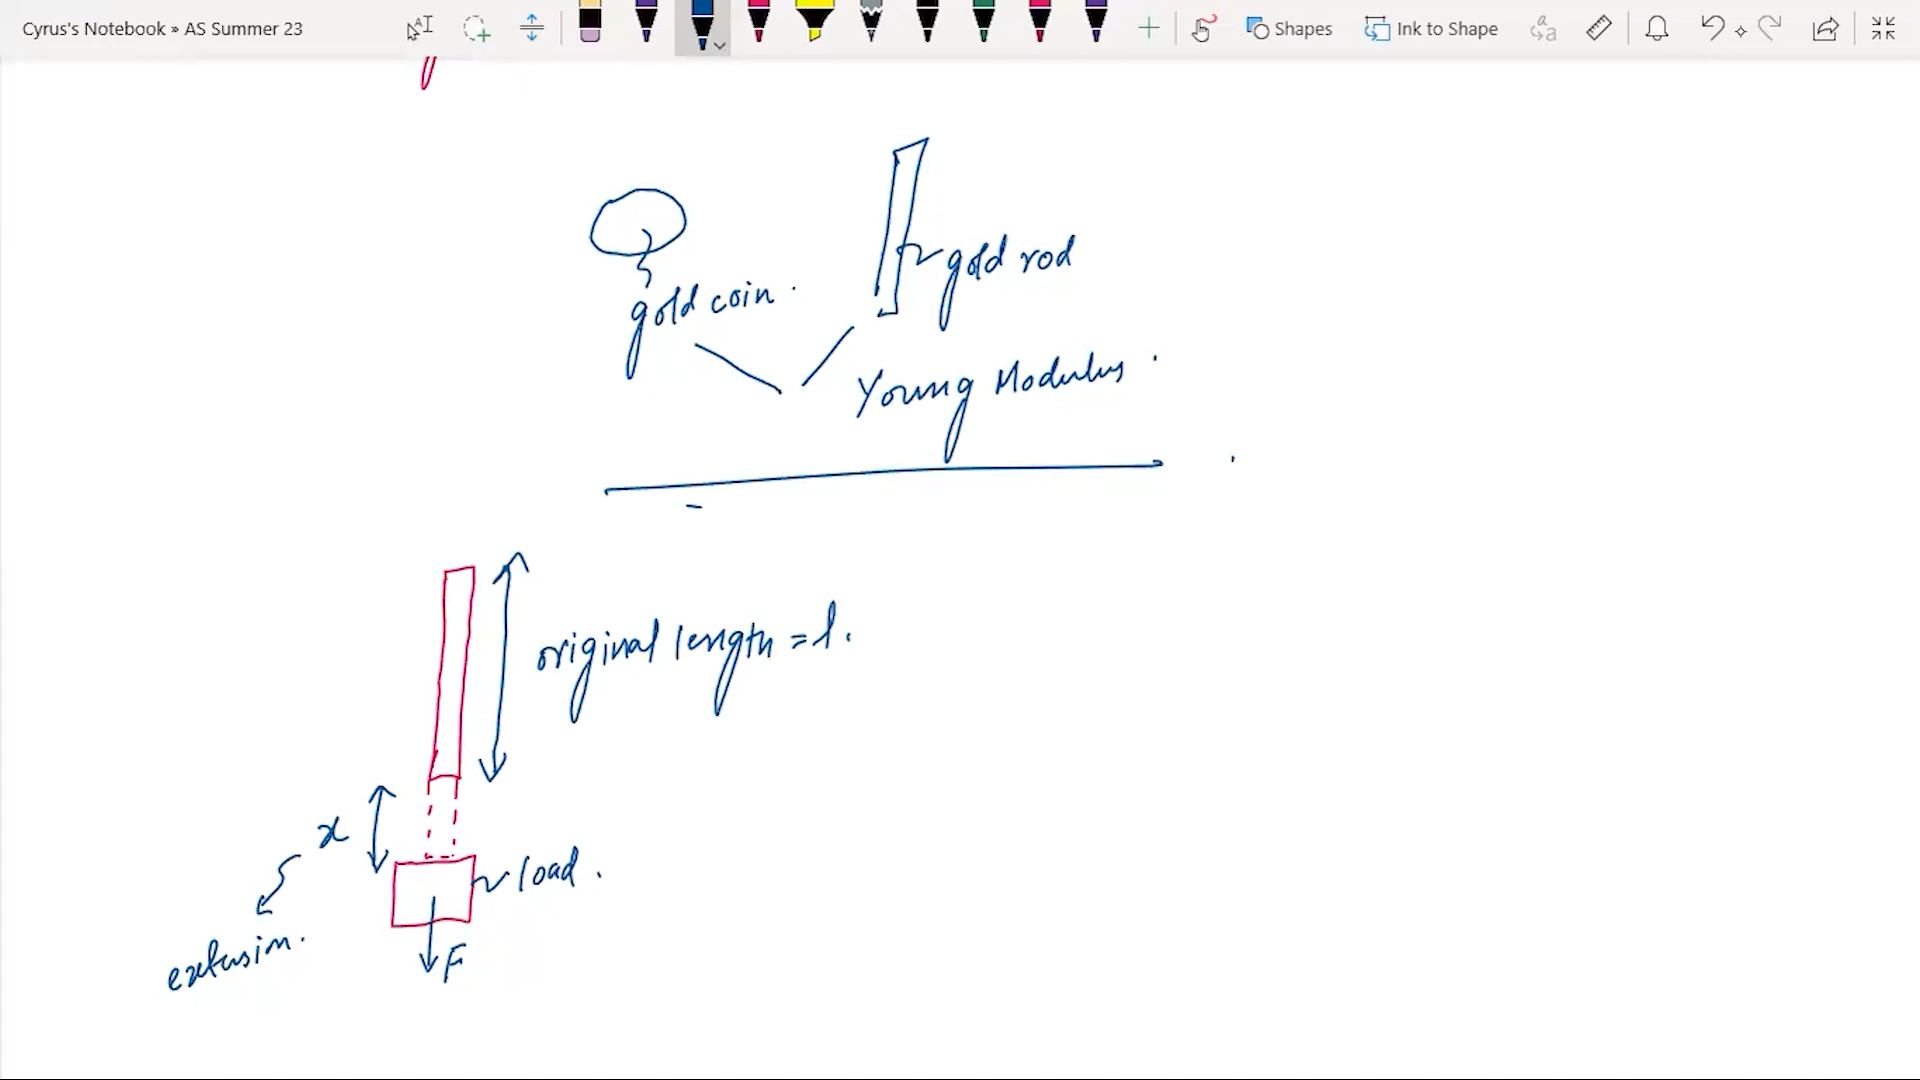 Cyrus's Notebook » AS Summer 23
Shapes
Ink to Shape
gold coin.
gold rod
Young Modulus.
original length = l.
x
load.
extension.
F